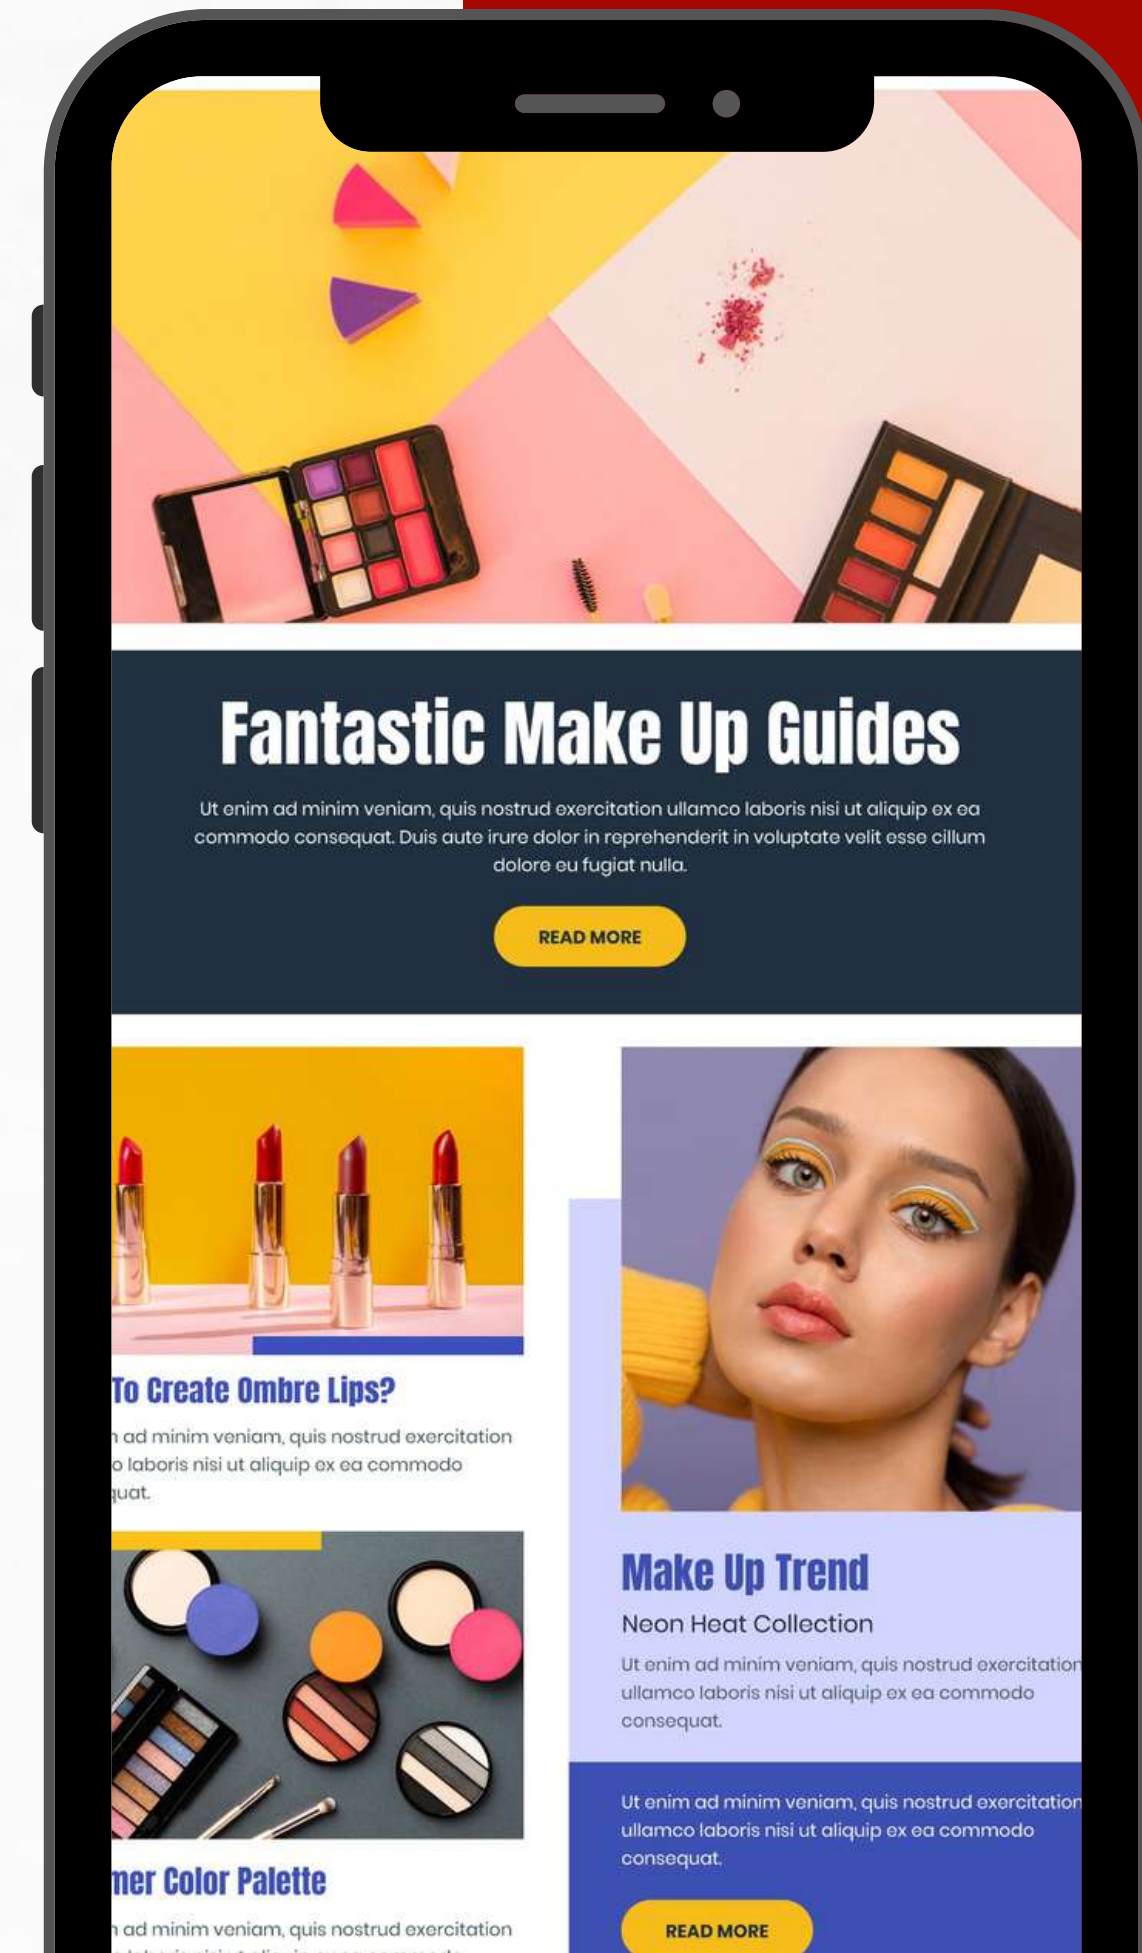 Fantastic Make Up Guides
Ut enim ad minim veniam, quis nostrud exercitation ullamco laboris nisi ut aliquip ex ea
commodo consequat. Duis aute irure dolor in reprehenderit in voluptate velit esse cillum
dolore eu fugiat nulla.
READ MORE
To Create Ombre Lips?
ad minim veniam, quis nostrud exercitation
laboris nisi ut aliquip ex ea commodo
Make Up Trend
Neon Heat Collection
Ut enim ad minim veniam, quis nostrud exercitation
ullamco laboris nisi ut aliquip ex ea commodo
consequat.
Ut enim ad minim veniam, quis nostrud exercitation
ullamco laboris nisi ut aliquip ex ea commodo
consequat.
READ MORE
Color Palette
ad minim veniam, quis nostrud exercitation